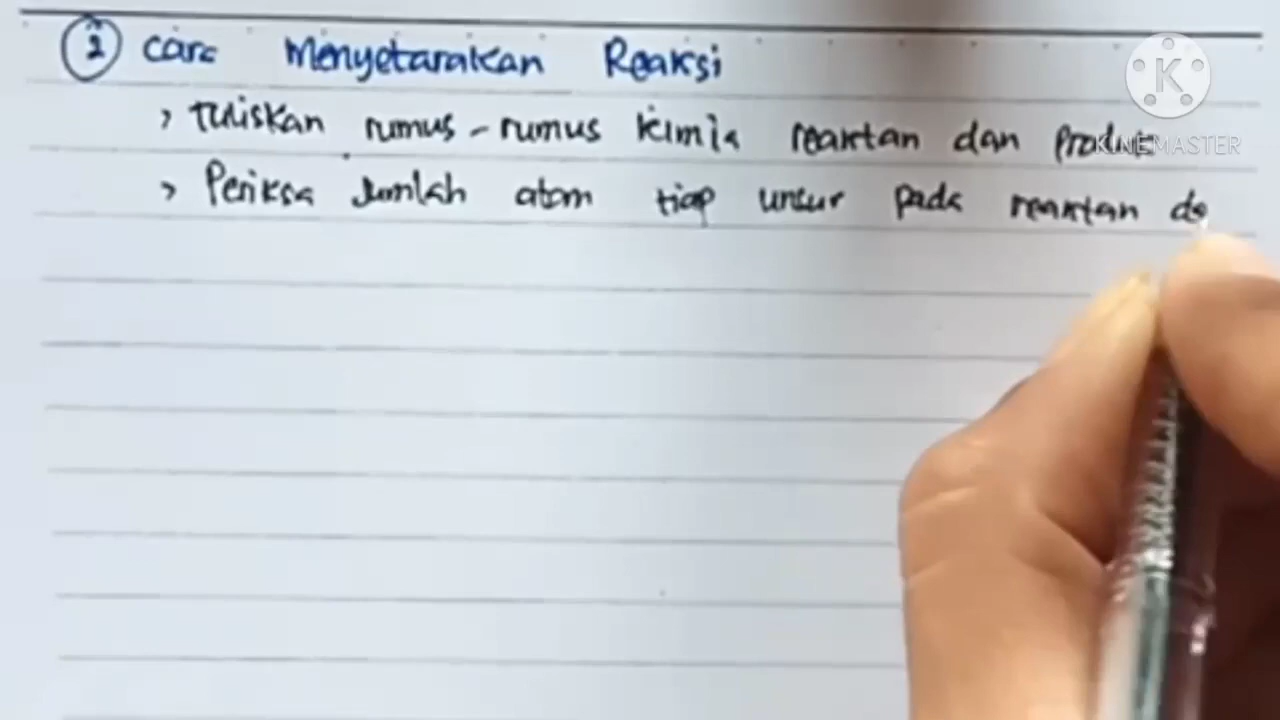 2 Cara Menyetarakan Reaksi
> Tuliskan rumus-rumus kimia reaktan dan Produk
> Periksa Jumlah atom tiap unsur pada reaktan da
K
KINEMASTER